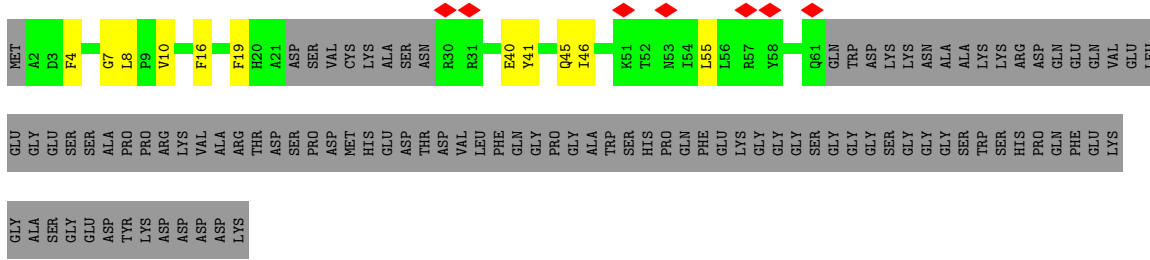 MET A2 D3 F4 G7 L8 P9 V10 F16 F19 H20 A21 ASP SER VAL CYS LYS ALA SER ASN R30 R31 E40 Y41 Q45 I46 K51 T52 N53 I54 L55 L56 R57 Y58 Q61 GLN TRP ASP LYS LYS ASN ALA ALA LYS LYS ARG ASP GLN GLU GLN VAL GLU LEU
GLU GLY GLU SER SER ALA PRO PRO ARG LYS VAL ALA ARG THR ASP SER PRO ASP MET HIS GLU ASP THR ASP VAL LEU PHE GLN GLY PRO GLY ALA TRP SER HIS PRO GLN PHE GLU LYS GLY GLY GLY SER GLY GLY GLY SER GLY GLY GLY SER TRP SER HIS PRO GLN PHE GLU LYS
GLY ALA SER GLY GLU ASP TYR LYS ASP ASP ASP ASP LYS